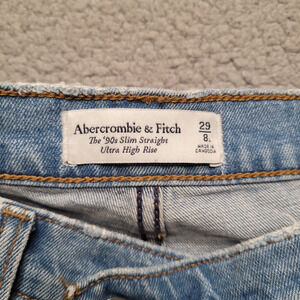 Abercrombie & Fitch
The '90s Slim Straight
Ultra High Rise
29
8.
MADE IN
CAMBODIA